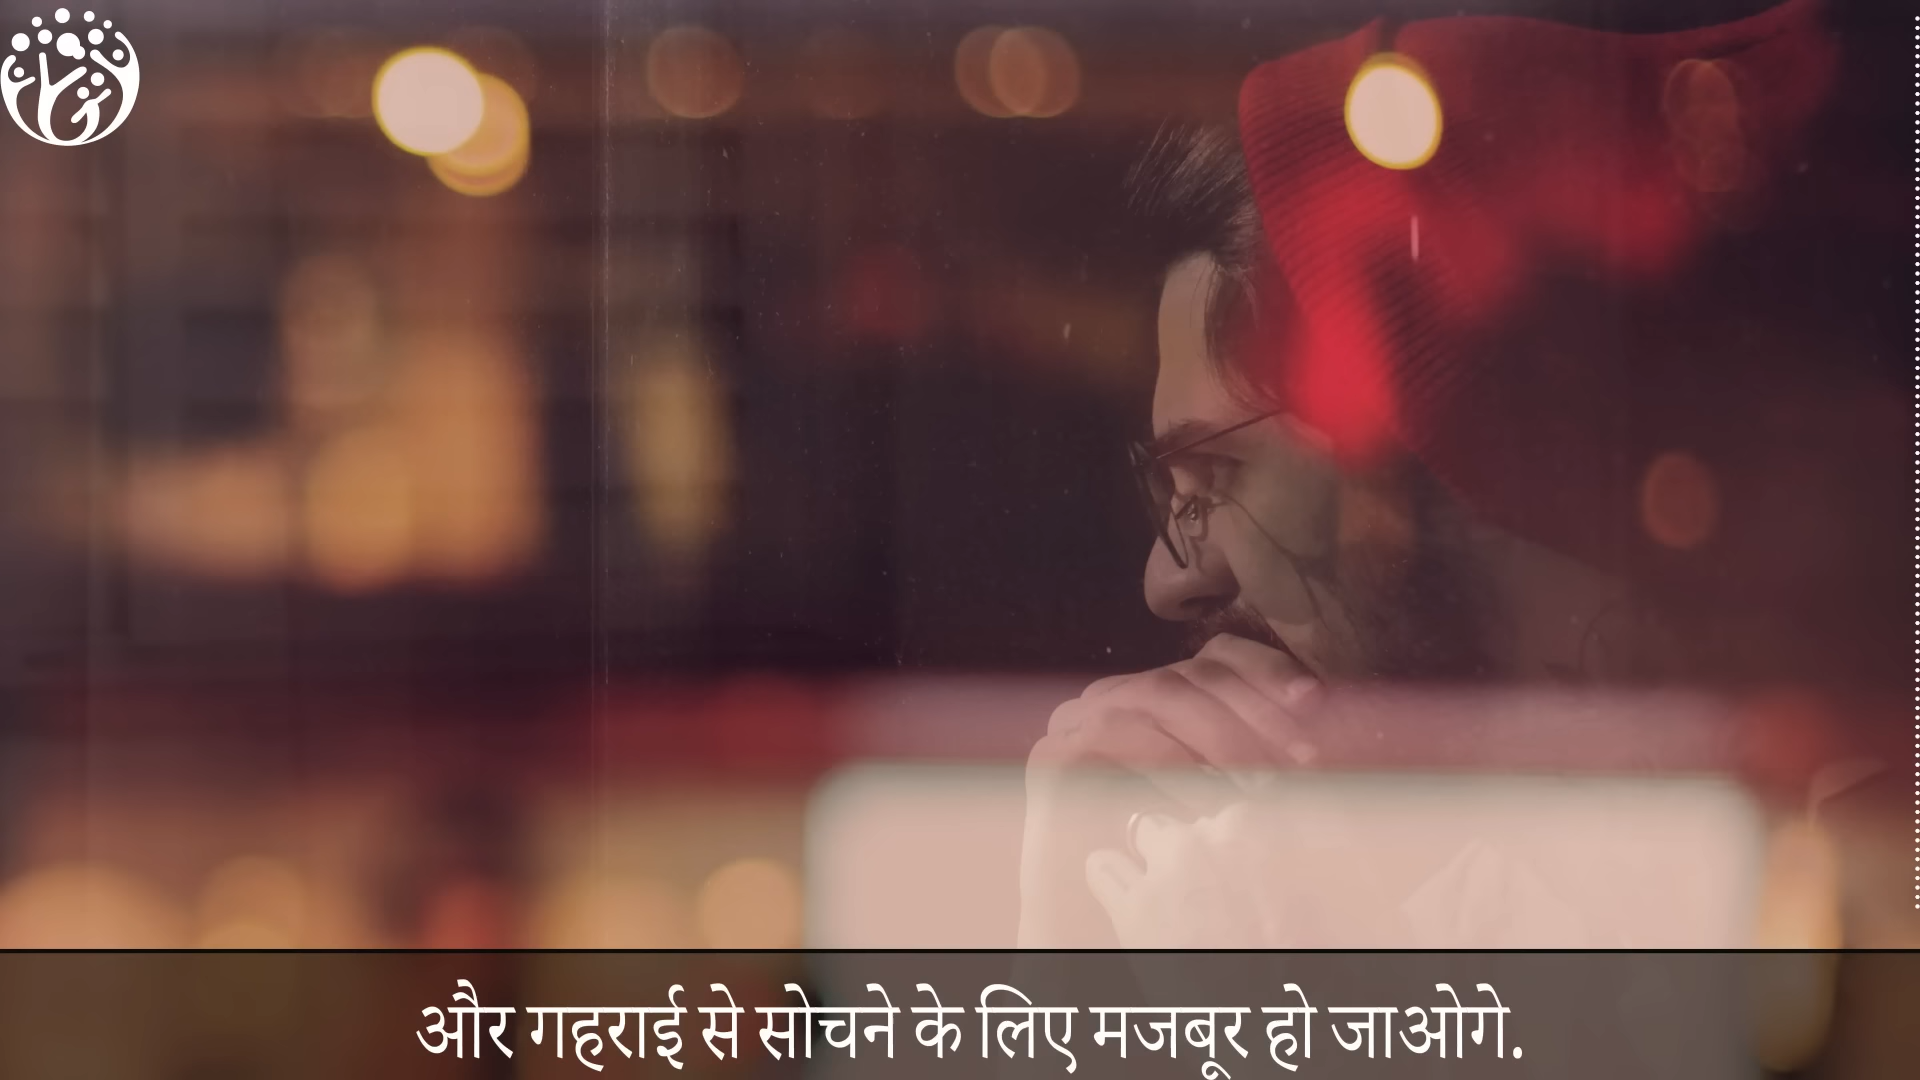 और गहराई से सोचने के लिए मजबूर हो जाओगे.